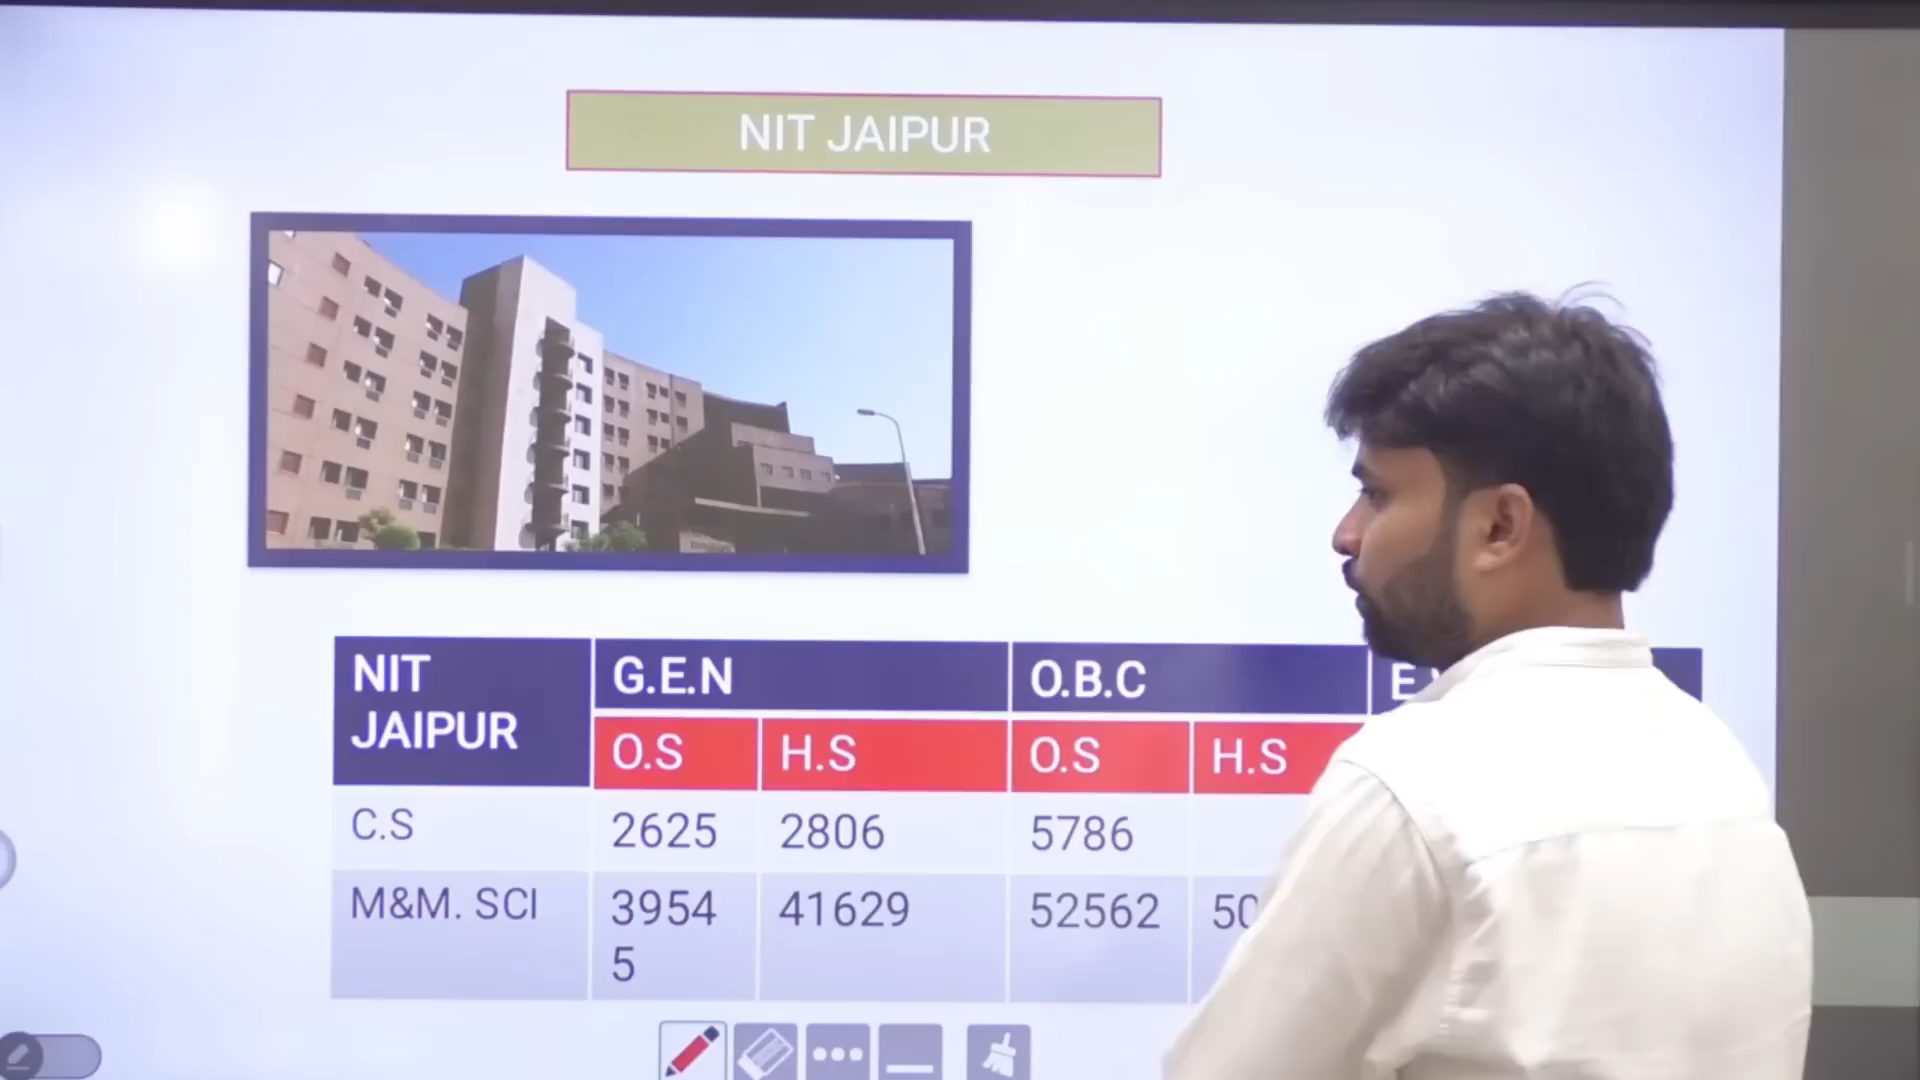 NIT JAIPUR
NIT
JAIPUR
G.E.N
O.B.C
O.S
H.S
O.S
H.S
C.S
2625
2806
5786
M&M. SCI
3954
5
41629
52562